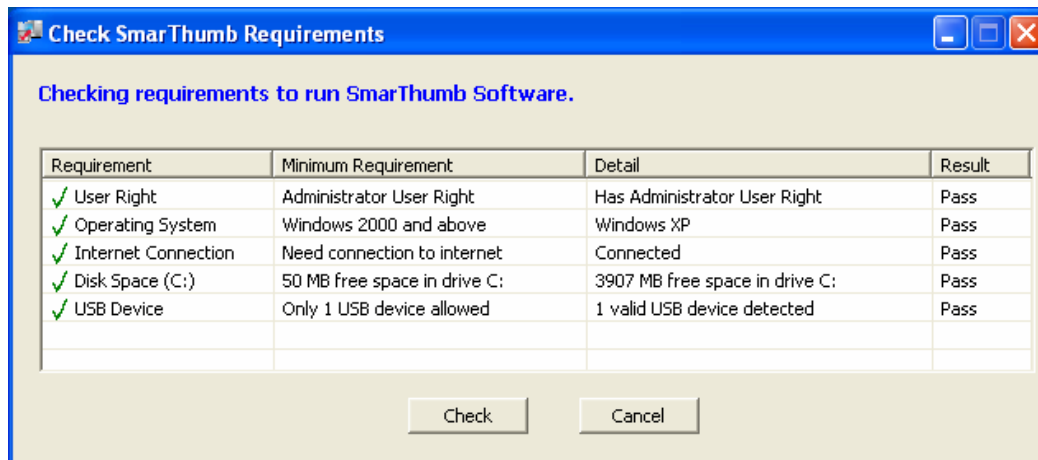 Check SmarThumb Requirements
Checking requirements to run SmarThumb Software.
Requirement Minimum Requirement Detail Result
User Right Administrator User Right Has Administrator User Right Pass
Operating System Windows 2000 and above Windows XP Pass
Internet Connection Need connection to internet Connected Pass
Disk Space (C:) 50 MB free space in drive C: 3907 MB free space in drive C: Pass
USB Device Only 1 USB device allowed 1 valid USB device detected Pass
Check Cancel